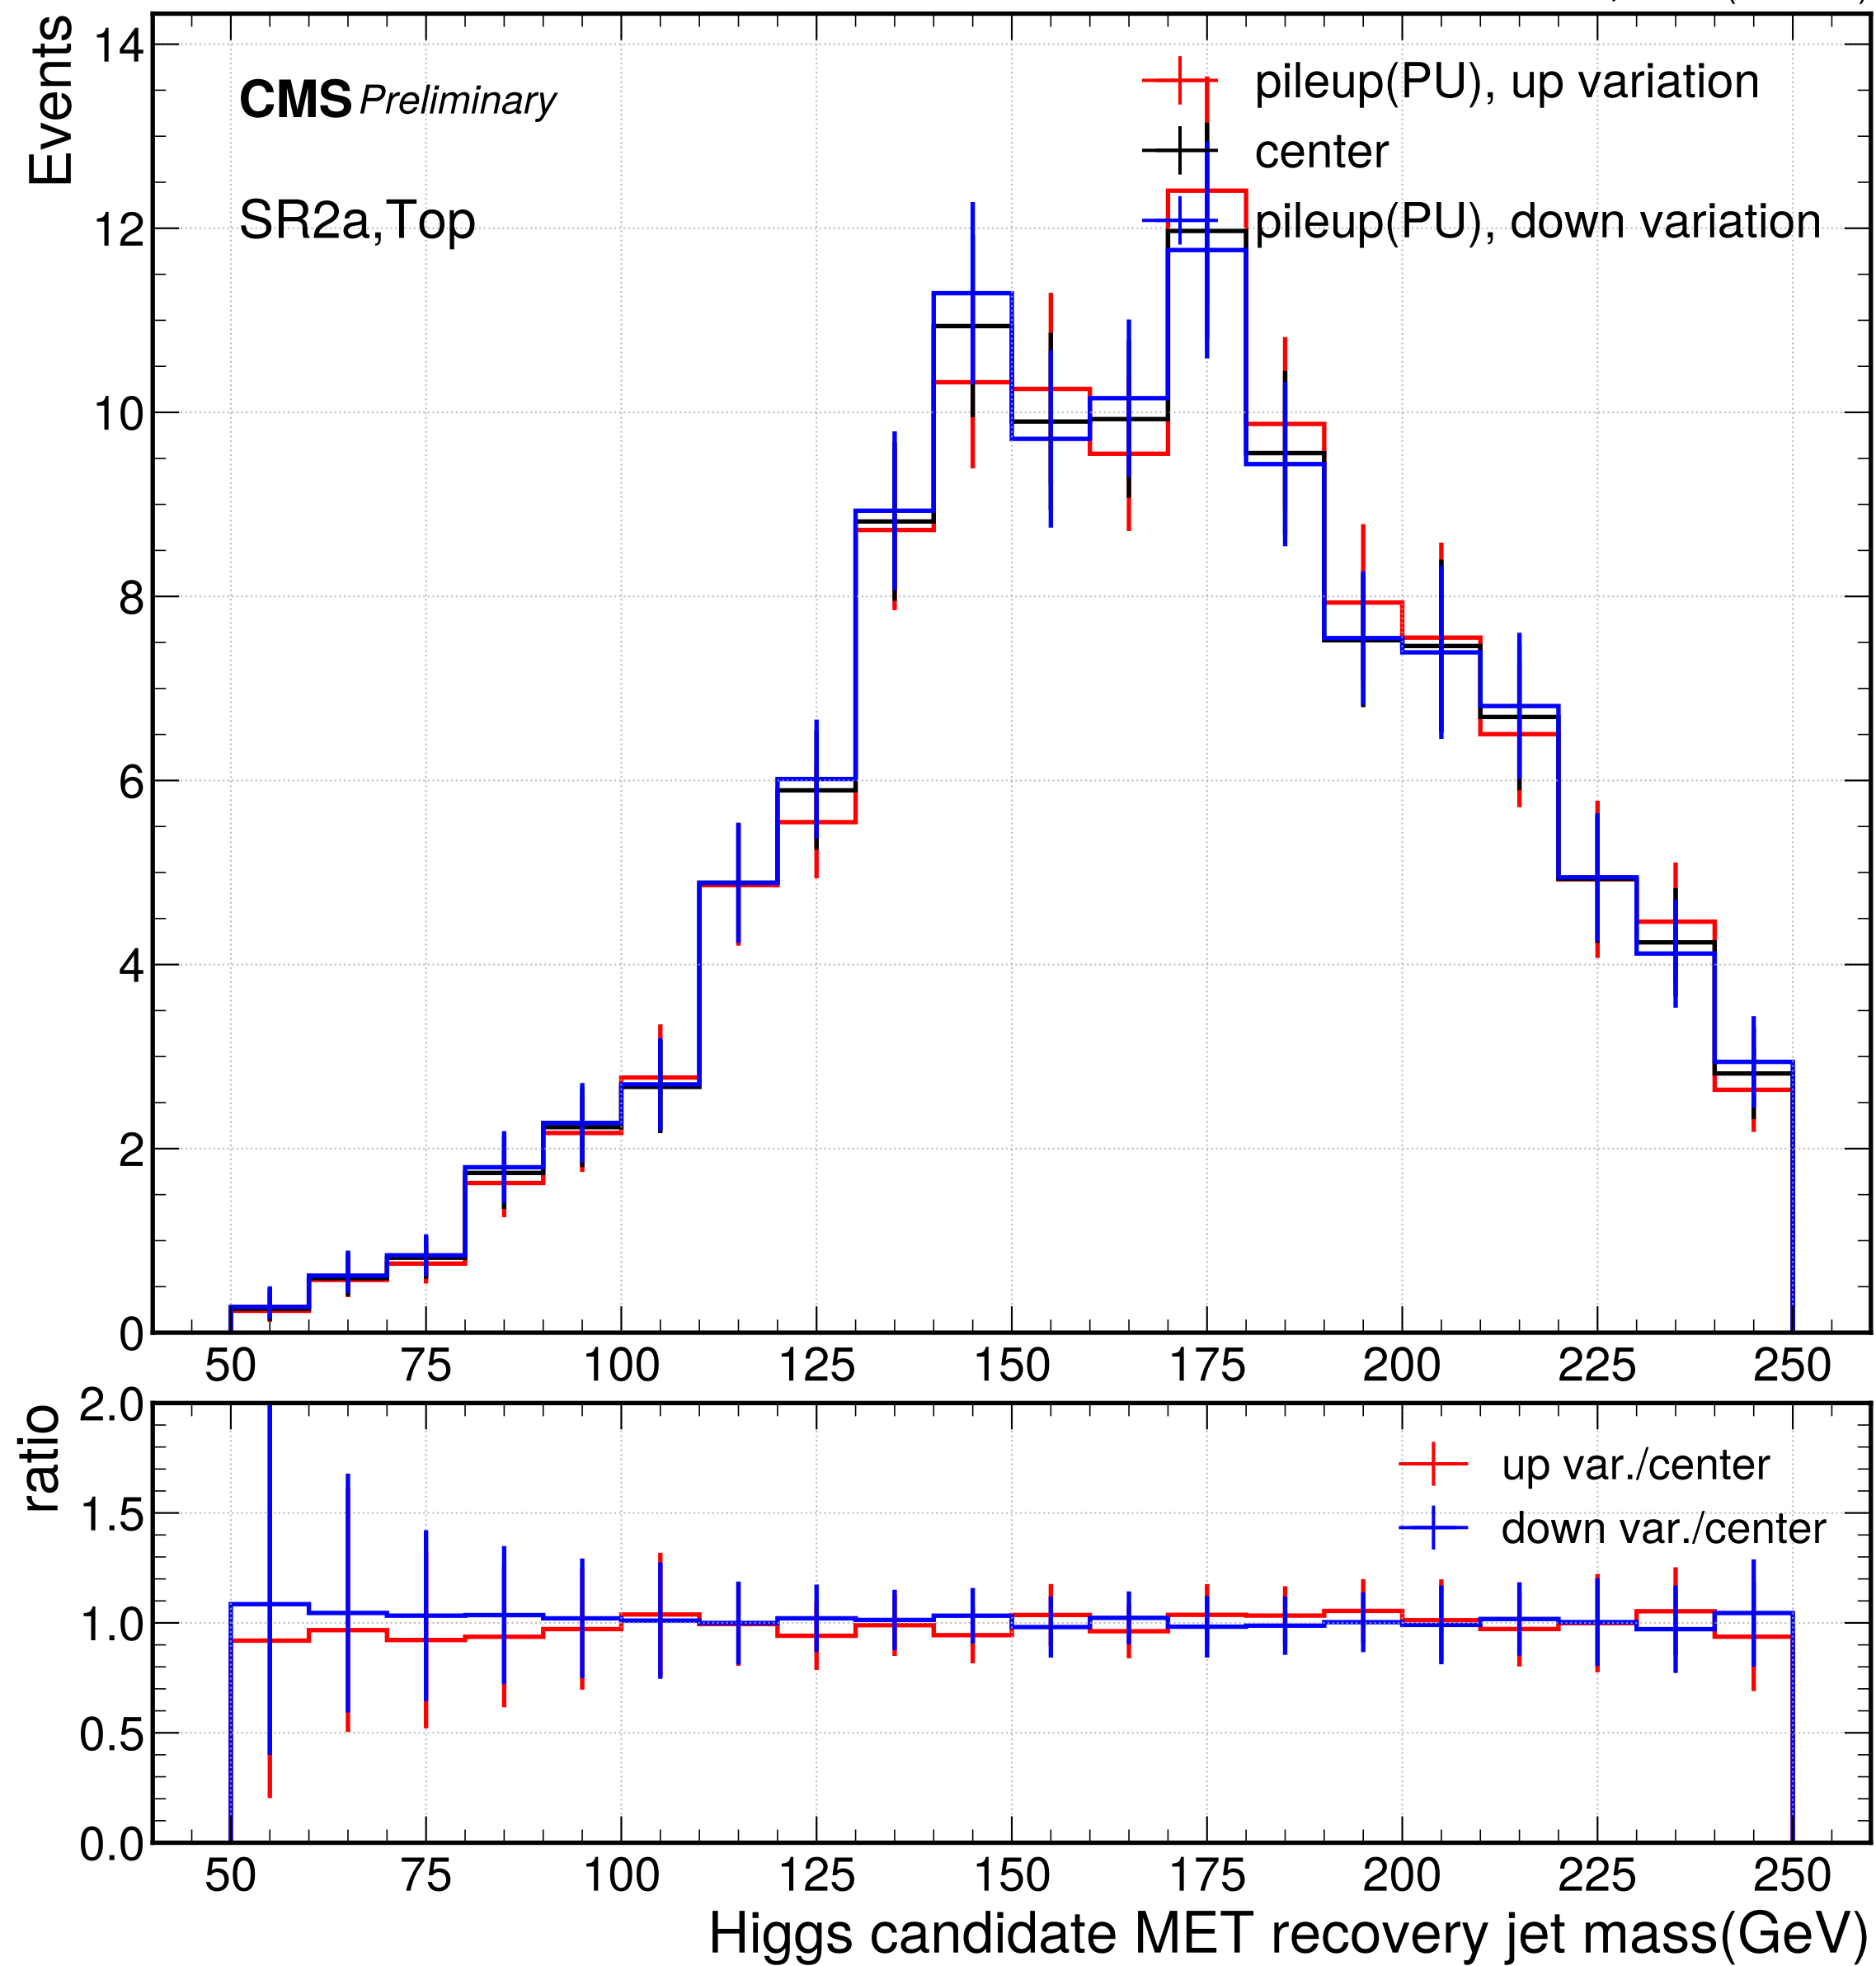 Events
14
12
10
8
6
4
2
0
CMS Preliminary
SR2a,Top
pileup(PU), up variation
center
pileup(PU), down variation
50 75 100 125 150 175 200 225 250
ratio
2.0
1.5
1.0
0.5
0.0
up var./center
down var./center
50 75 100 125 150 175 200 225 250
Higgs candidate MET recovery jet mass(GeV)